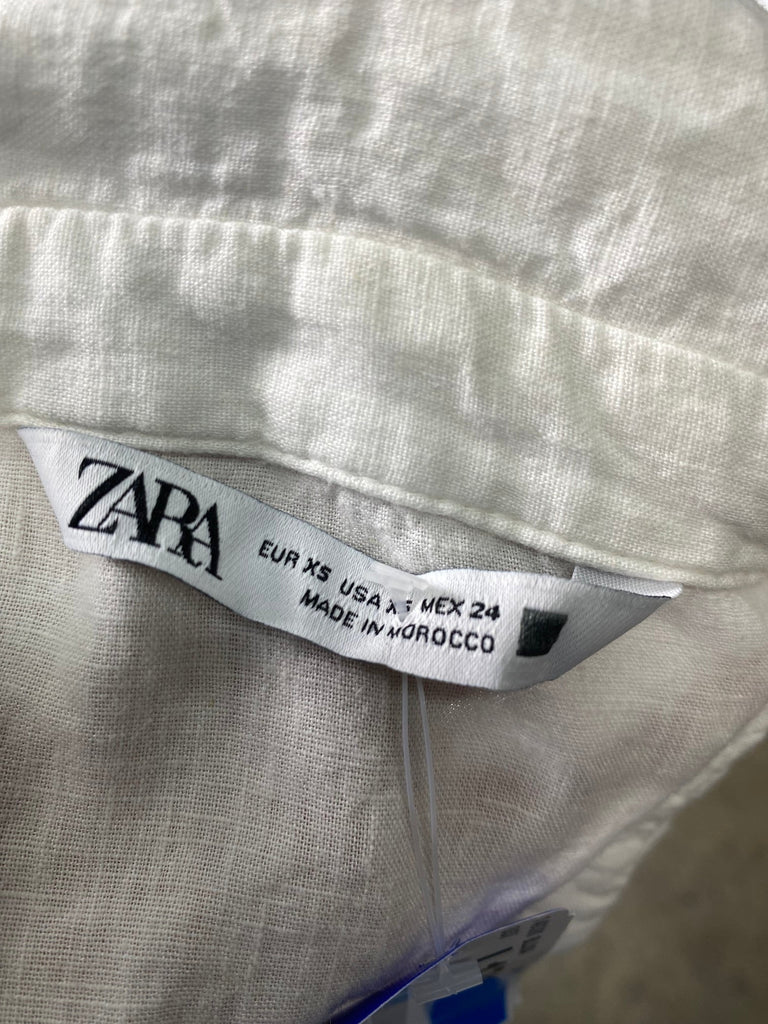 ZARA
EUR XS USA XS MEX 24
MADE IN MOROCCO